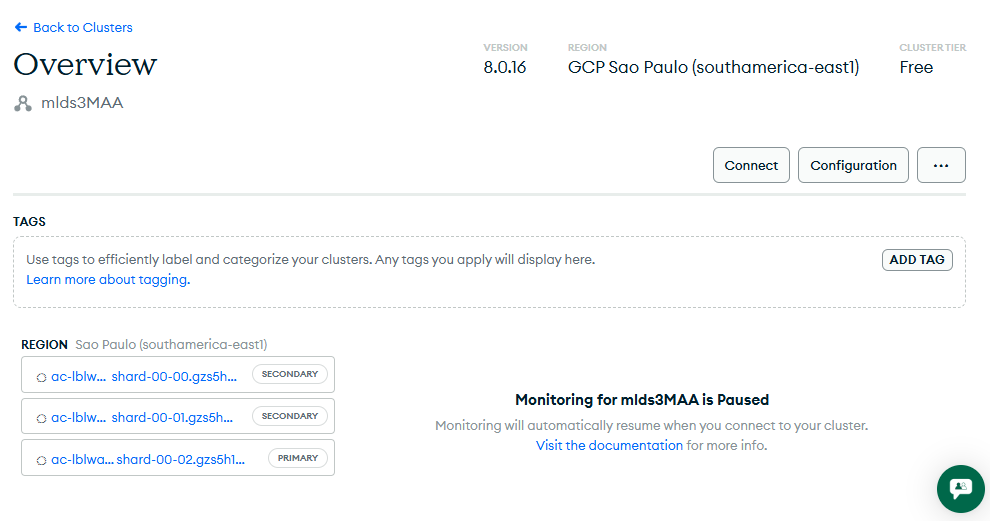 Back to Clusters
Overview
VERSION REGION CLUSTER TIER
8.0.16 GCP Sao Paulo (southamerica-east1) Free
mlds3MAA
Connect Configuration ...
TAGS
Use tags to efficiently label and categorize your clusters. Any tags you apply will display here. ADD TAG
Learn more about tagging.
REGION Sao Paulo (southamerica-east1)
ac-lblw... shard-00-00.gzs5h... SECONDARY
ac-lblw... shard-00-01.gzs5h... SECONDARY
ac-lblwa... shard-00-02.gzs5h1... PRIMARY
Monitoring for mlds3MAA is Paused
Monitoring will automatically resume when you connect to your cluster.
Visit the documentation for more info.